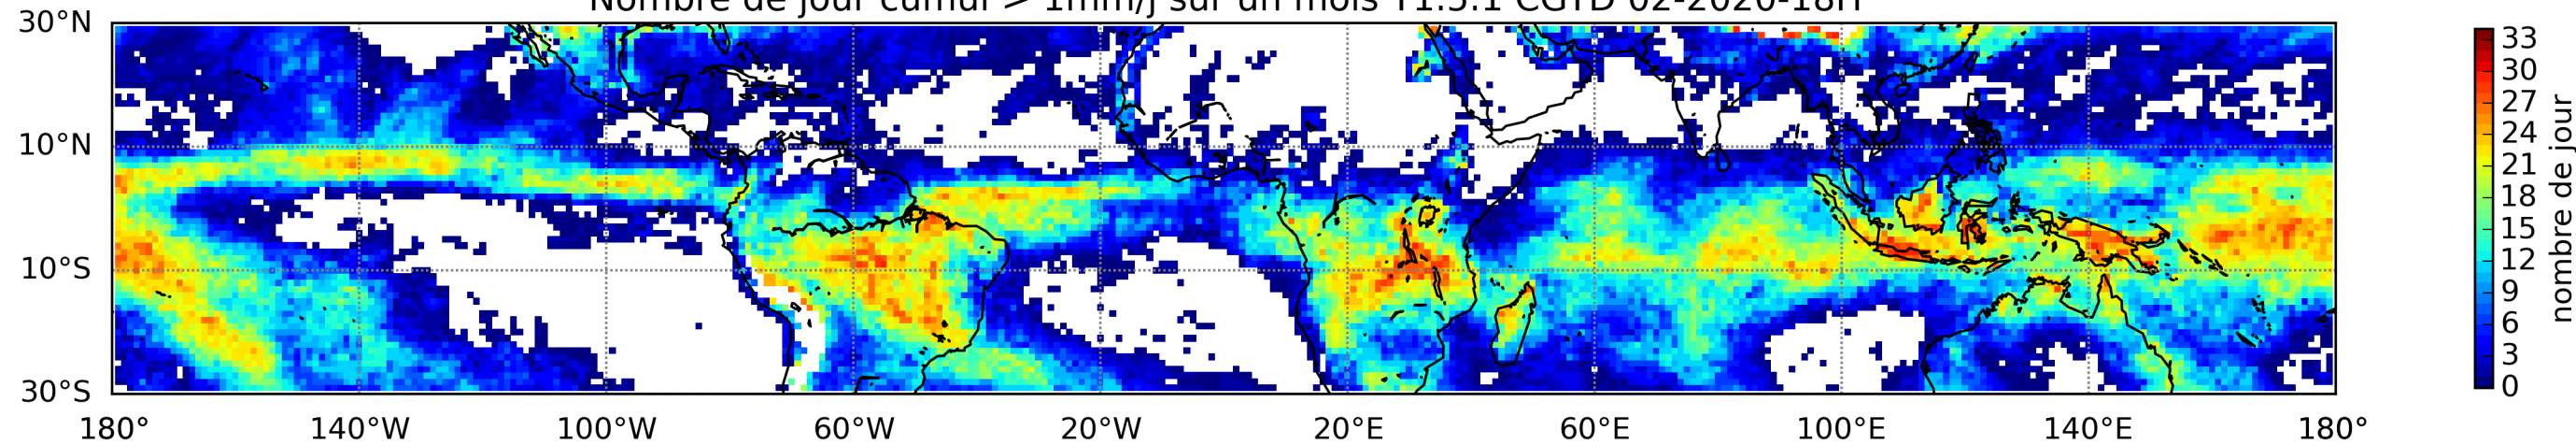 Nombre de jour cumul > 1mm/j sur un mois T1.5.1 CGTD 02-2020-18H
30°N
10°N
10°S
30°S
180°
140°W
100°W
60°W
20°W
20°E
60°E
100°E
140°E
180°
33
30
27
24
21
18
15
12
9
6
3
0
nombre de jour